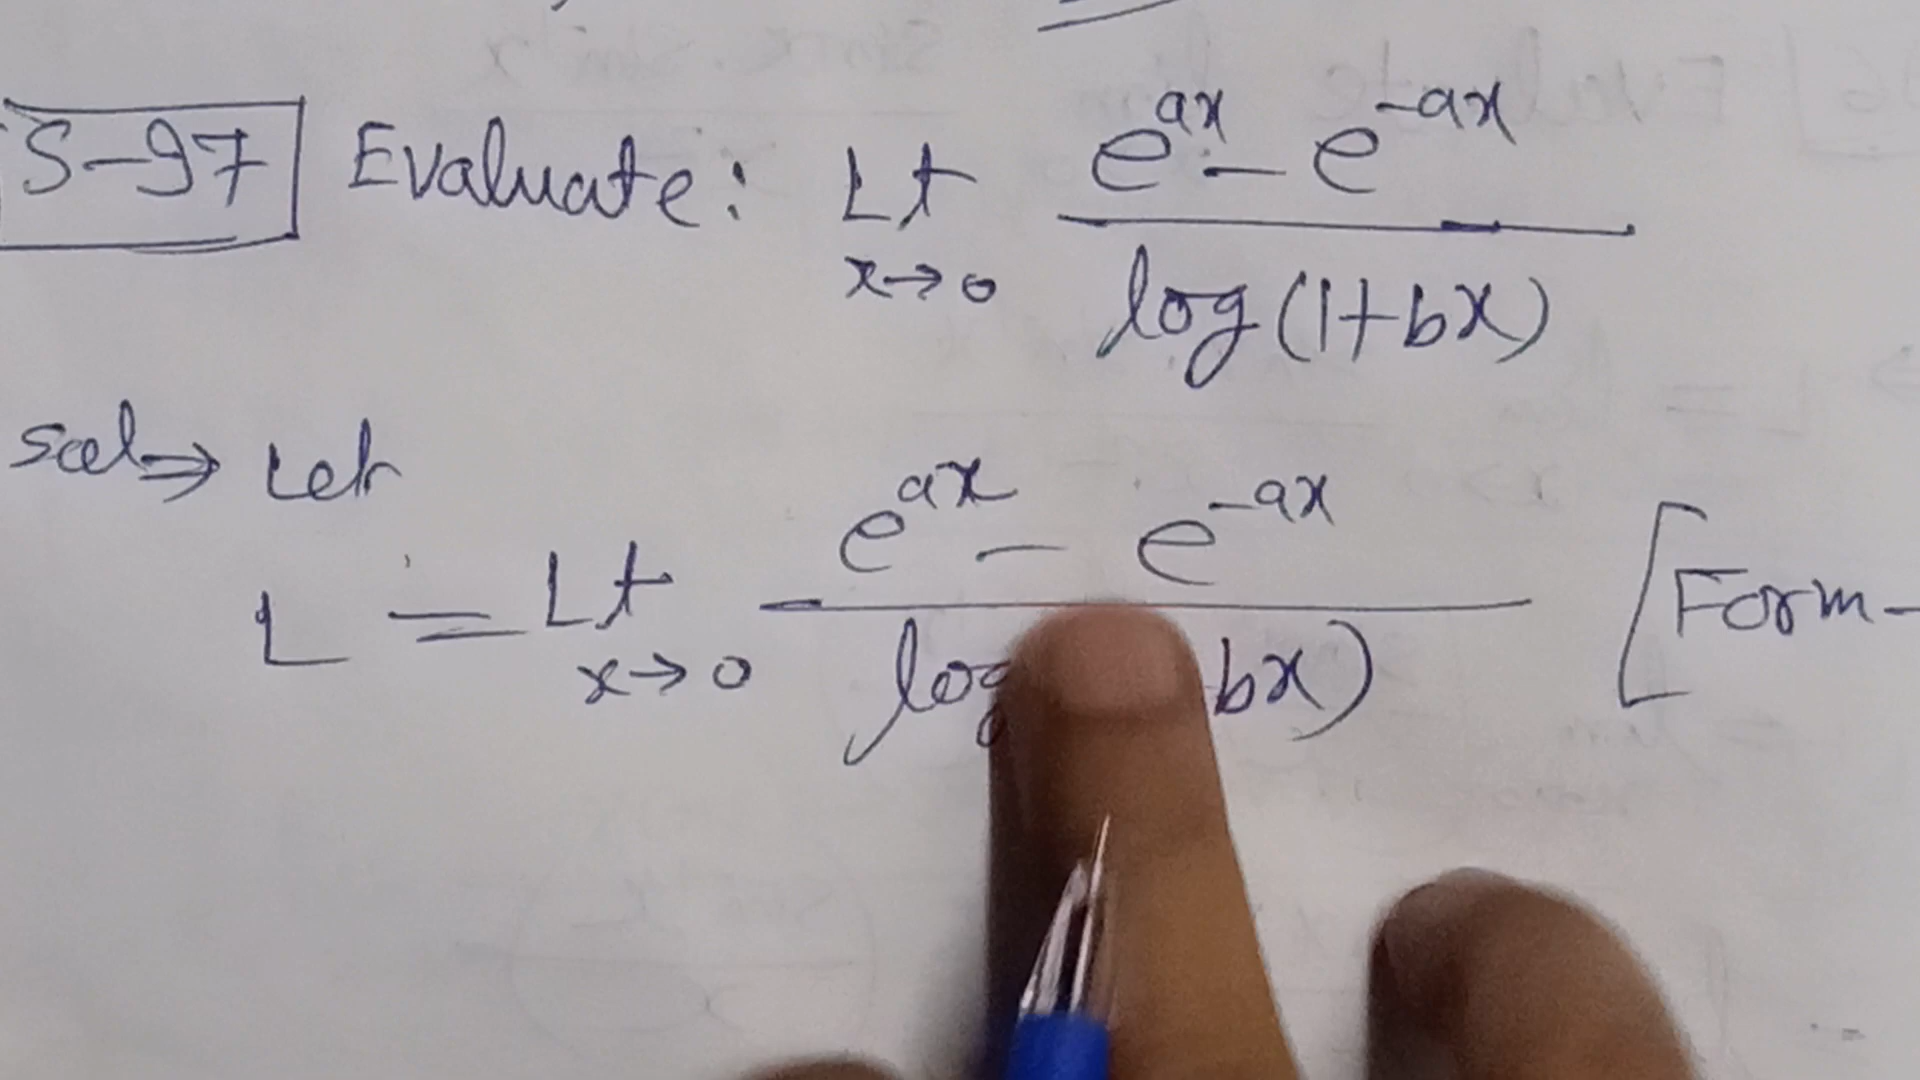 S-97 Evaluate: Lt x→0 (e^ax - e^-ax) / log(1+bx)
sol⇒ Let
L = Lt x→0 (e^ax - e^-ax) / log bx) [Form-